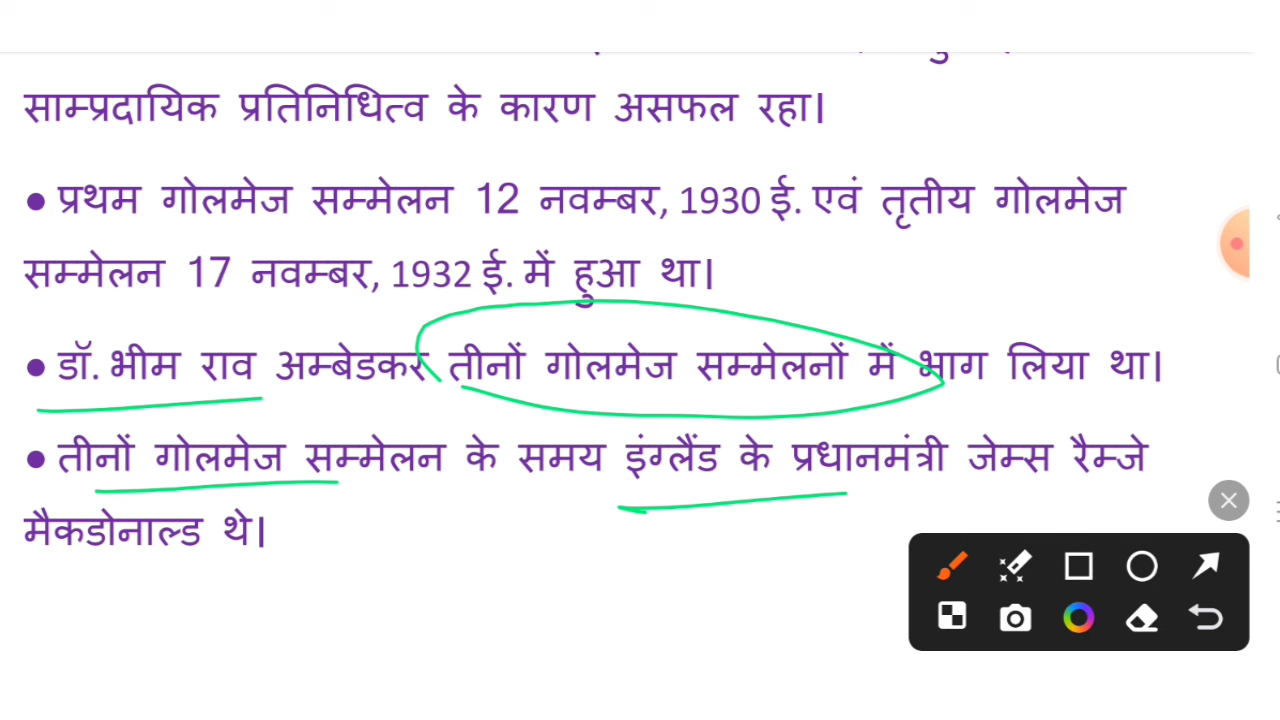 साम्प्रदायिक प्रतिनिधित्व के कारण असफल रहा।
● प्रथम गोलमेज सम्मेलन 12 नवम्बर, 1930 ई. एवं तृतीय गोलमेज
सम्मेलन 17 नवम्बर, 1932 ई. में हुआ था।
● डॉ. भीम राव अम्बेडकर तीनों गोलमेज सम्मेलनों में भाग लिया था।
● तीनों गोलमेज सम्मेलन के समय इंग्लैंड के प्रधानमंत्री जेम्स रैम्जे
मैकडोनाल्ड थे।